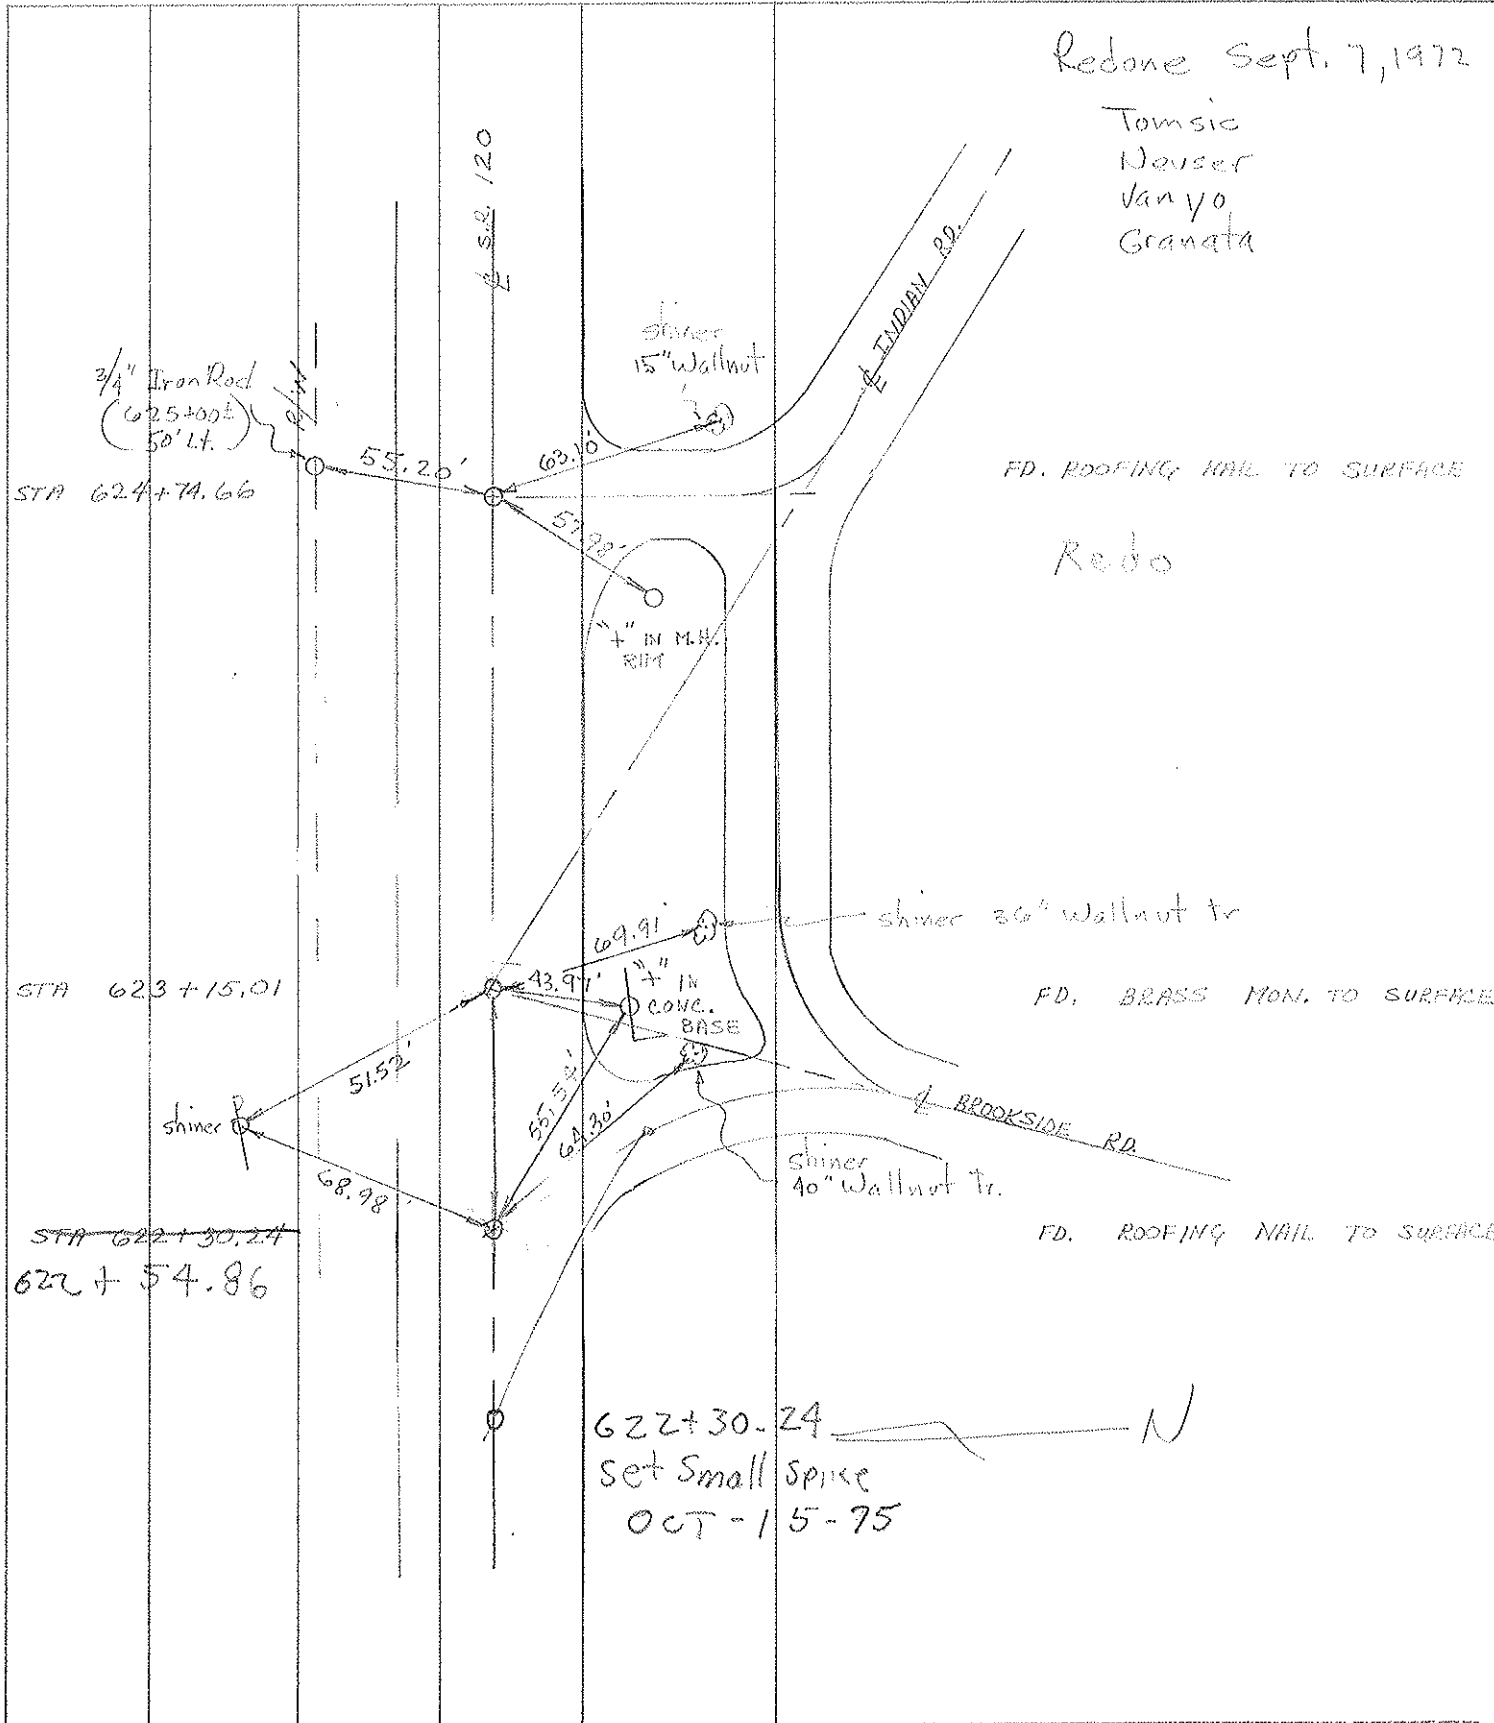 Redone Sept. 7, 1972
Tomsic
Neuser
Vanyo
Granata
℄ S.R. 120
℄ INDIAN RD.
shiner
15" Wallnut
3/4" Iron Rod
(625+00±
50' Lt.)
R/W
55.20'
63.10'
STA 624+74.66
FD. ROOFING NAIL TO SURFACE
57.98'
Redo
"+" IN M.H.
RIM
69.91'
shiner 36" Wallnut tr
STA 623+15.01
43.97'
"+" IN
CONC.
BASE
FD. BRASS MON. TO SURFACE
51.52'
shiner
55.54'
64.30'
℄ BROOKSIDE RD.
68.98'
shiner
40" Wallnut Tr.
STA 622+30.24
622 + 54.86
FD. ROOFING NAIL TO SURFACE
622+30.24
N
Set Small Spike
OCT-15-75